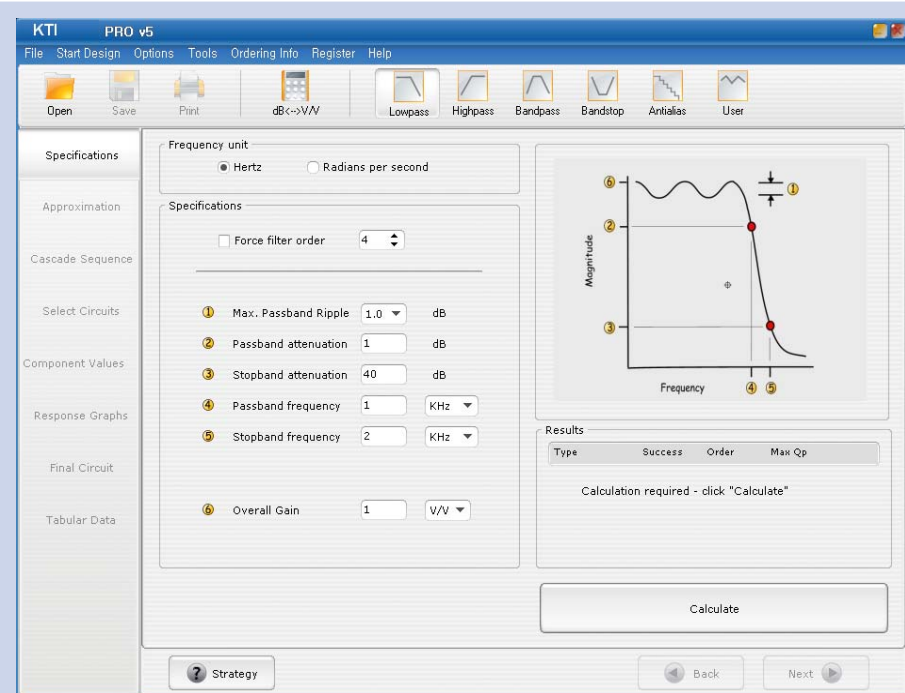 KTI PRO v5
File Start Design Options Tools Ordering Info Register Help
Open Save Print dB<-->V/V Lowpass Highpass Bandpass Bandstop Antialias User
Specifications
Approximation
Cascade Sequence
Select Circuits
Component Values
Response Graphs
Final Circuit
Tabular Data
Frequency unit
Hertz Radians per second
Specifications
Force filter order 4
1 Max. Passband Ripple 1.0 dB
2 Passband attenuation 1 dB
3 Stopband attenuation 40 dB
4 Passband frequency 1 KHz
5 Stopband frequency 2 KHz
6 Overall Gain 1 V/V
6
1
2
Magnitude
3
Frequency 4 5
Results
Type Success Order Max Qp
Calculation required - click "Calculate"
Calculate
? Strategy
Back Next